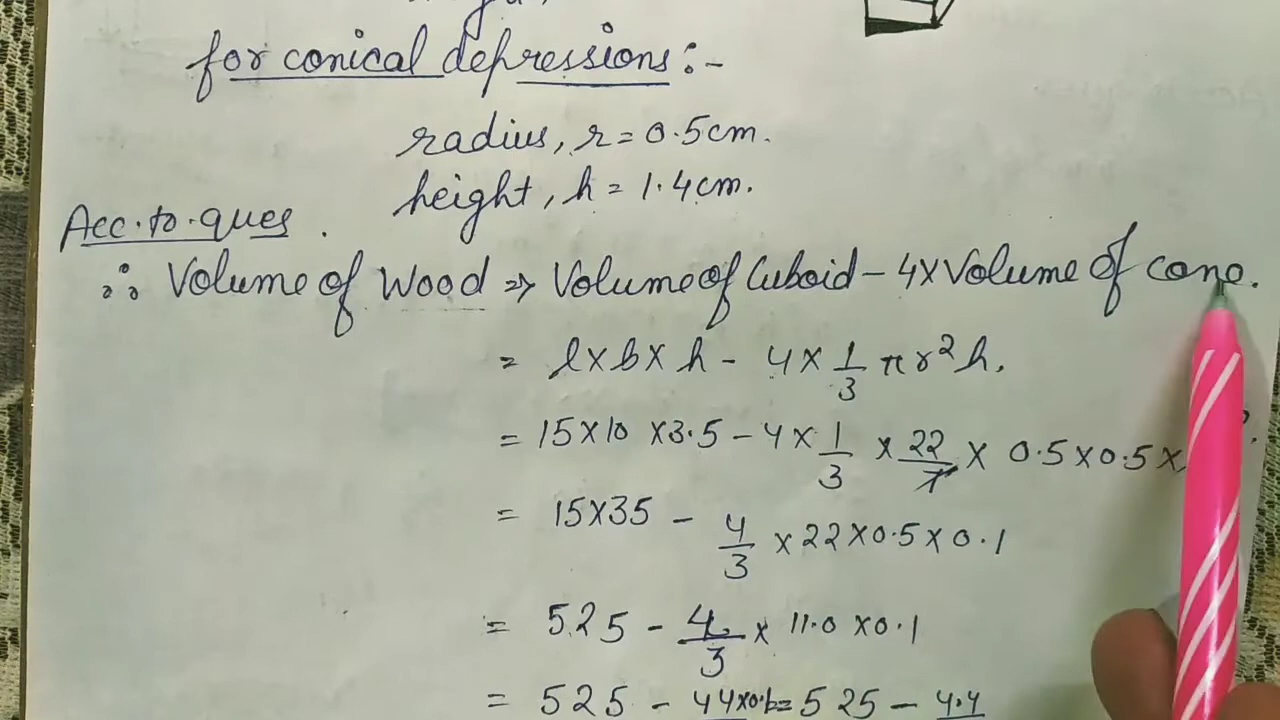 for conical depressions :-
radius, r = 0.5cm.
height, h = 1.4cm.
Acc. to. ques .
∴ Volume of Wood ⇒ Volume of Cuboid - 4 x Volume of cone.
= l x b x h - 4 x 1/3 π r² h.
= 15 x 10 x 3.5 - 4 x 1/3 x 22/7 x 0.5 x 0.5 x
= 15 x 35 - 4/3 x 22 x 0.5 x 0.1
= 525 - 4/3 x 11.0 x 0.1
= 525 - 44 x 0.1 = 525 - 4.4